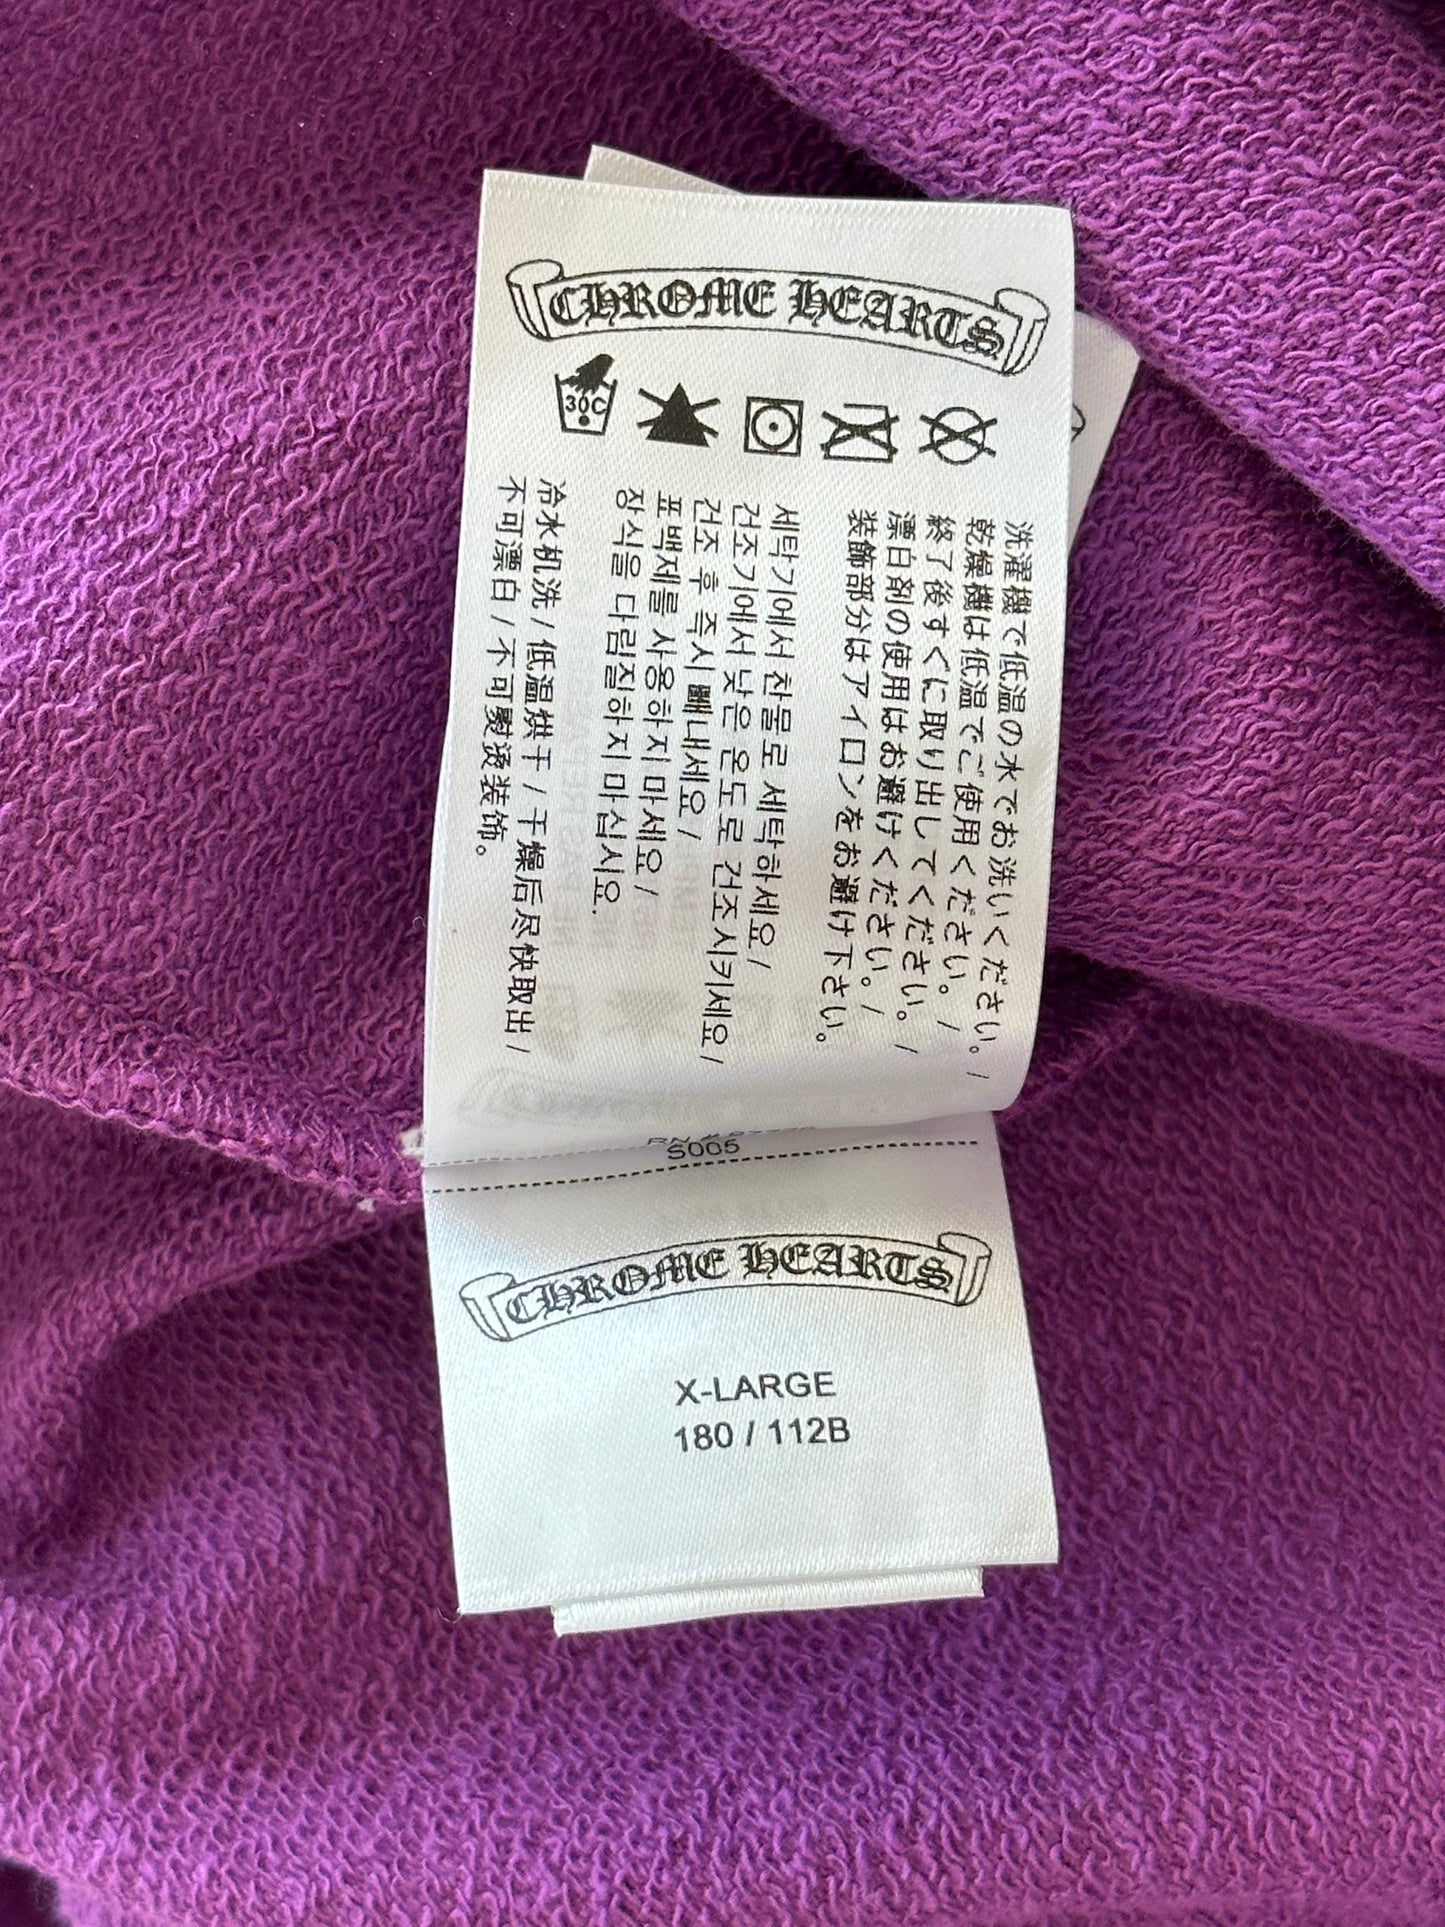 CHROME HEARTS
30C
洗濯機で低温の水でお洗いください。/
乾燥機は低温でご使用ください。/
終了後すぐに取り出してください。/
漂白剤の使用はお避けください。/
装飾部分はアイロンをお避け下さい。
세탁기에서 찬물로 세탁하세요 /
건조기에서 낮은 온도로 건조시키세요 /
건조 후 즉시 빼내세요 /
표백제를 사용하지 마세요 /
장식을 다림질하지 마십시오.
冷水机洗 / 低温烘干 / 干燥后尽快取出 /
不可漂白 / 不可熨烫装饰。
S005
CHROME HEARTS
X-LARGE
180 / 112B